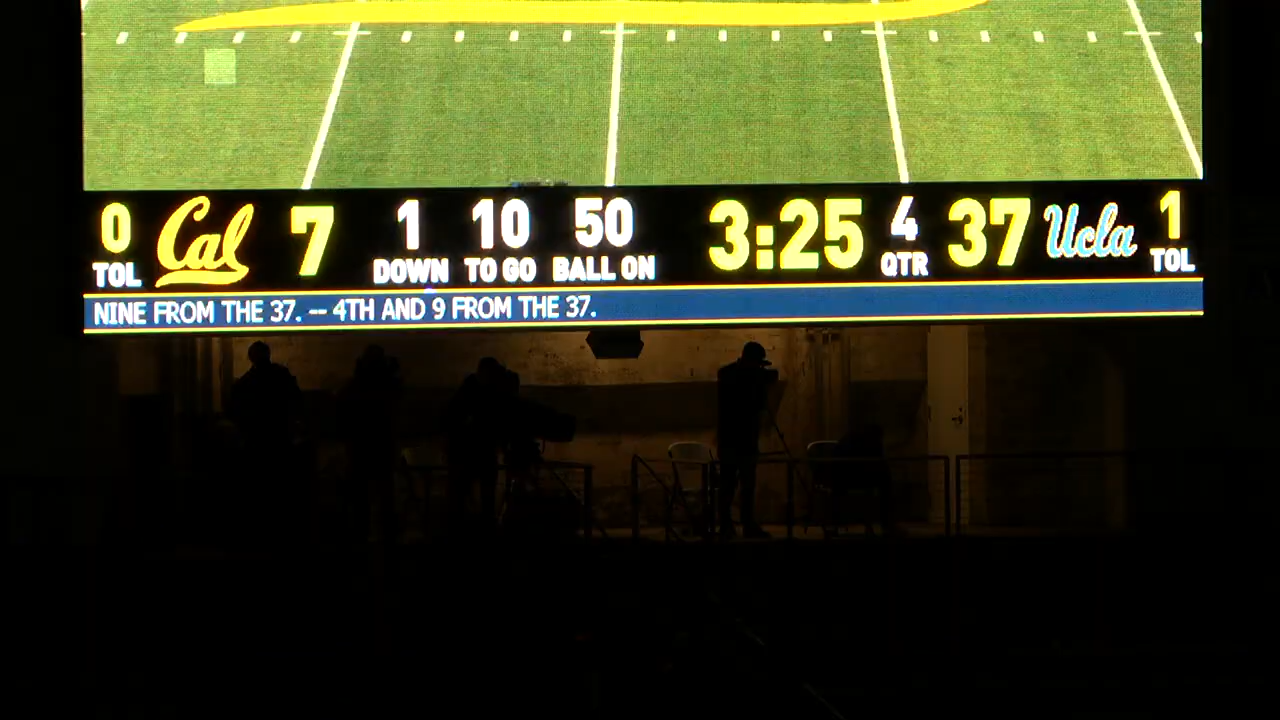 0 Cal 7 1 10 50 3:25 4 37 Ucla 1
TOL DOWN TO GO BALL ON QTR TOL
NINE FROM THE 37. -- 4TH AND 9 FROM THE 37.